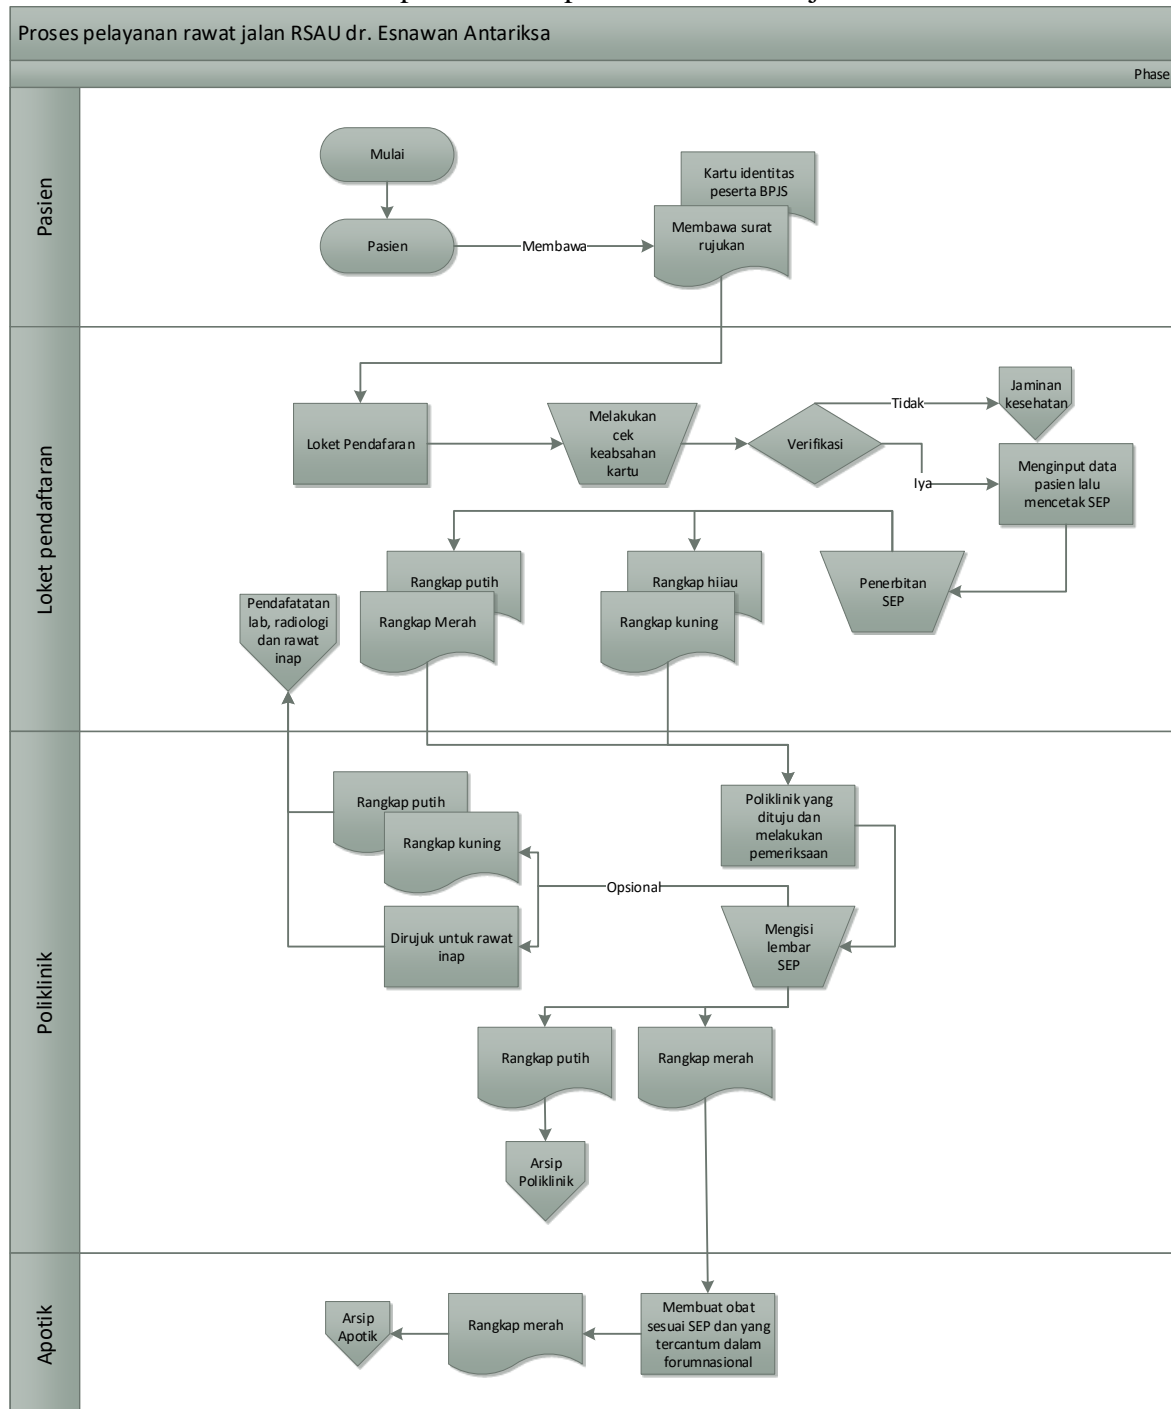 Proses pelayanan rawat jalan RSAU dr. Esnawan Antariksa
Phase
Pasien
Mulai
Pasien
Membawa
Kartu identitas
peserta BPJS
Membawa surat
rujukan
Loket pendaftaran
Loket Pendafaran
Melakukan
cek
keabsahan
kartu
Verifikasi
Tidak
Jaminan
kesehatan
Iya
Menginput data
pasien lalu
mencetak SEP
Penerbitan
SEP
Rangkap putih
Rangkap Merah
Rangkap hiiau
Rangkap kuning
Pendafatatan
lab, radiologi
dan rawat
inap
Poliklinik
Poliklinik yang
dituju dan
melakukan
pemeriksaan
Rangkap putih
Rangkap kuning
Opsional
Dirujuk untuk rawat
inap
Mengisi
lembar
SEP
Rangkap putih
Rangkap merah
Arsip
Poliklinik
Apotik
Membuat obat
sesuai SEP dan yang
tercantum dalam
forumnasional
Rangkap merah
Arsip
Apotik